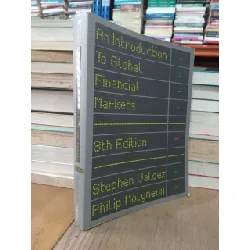 An Introduction
To Global
Financial
Markets
8th Edition
Stephen Valdez
Philip Molyneux